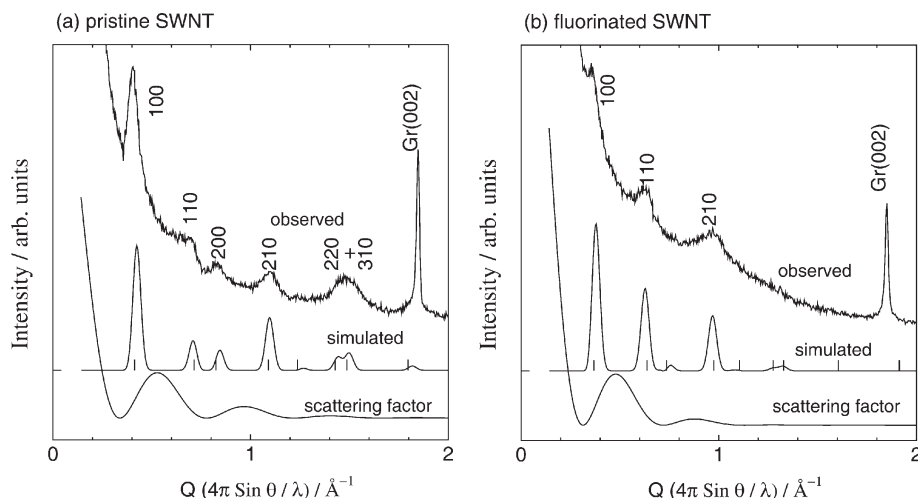 (a) pristine SWNT
(b) fluorinated SWNT
Intensity / arb. units
100
110
200
210
observed
220 + 310
Gr(002)
simulated
scattering factor
0
1
2
Q (4π Sin θ / λ) / Å⁻¹
Intensity / arb. units
100
110
210
Gr(002)
observed
simulated
scattering factor
0
1
2
Q (4π Sin θ / λ) / Å⁻¹